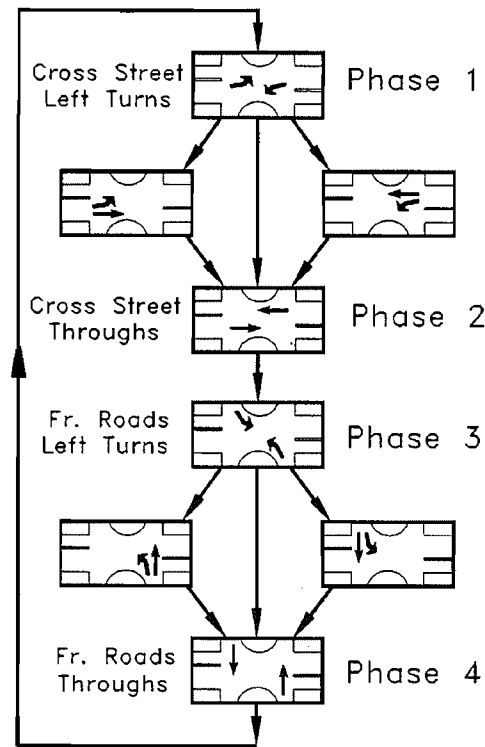 Cross Street
Left Turns
Phase 1
Cross Street
Throughs
Phase 2
Fr. Roads
Left Turns
Phase 3
Fr. Roads
Throughs
Phase 4